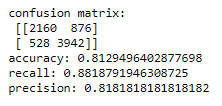 confusion matrix:
[[2160 876]
[ 528 3942]]
accuracy: 0.8129496402877698
recall: 0.8818791946308725
precision: 0.8181818181818182